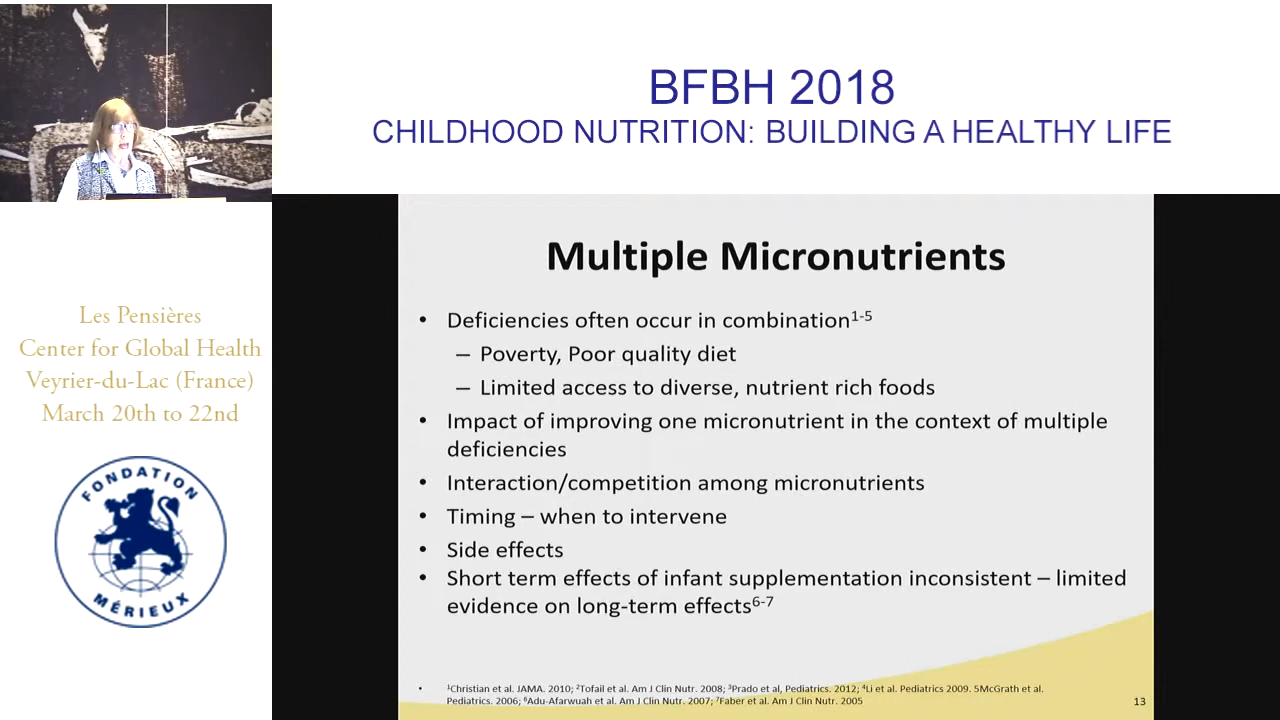 BFBH 2018
CHILDHOOD NUTRITION: BUILDING A HEALTHY LIFE
Les Pensières
Center for Global Health
Veyrier-du-Lac (France)
March 20th to 22nd
FONDATION
MÉRIEUX
Multiple Micronutrients
• Deficiencies often occur in combination1-5
– Poverty, Poor quality diet
– Limited access to diverse, nutrient rich foods
• Impact of improving one micronutrient in the context of multiple
deficiencies
• Interaction/competition among micronutrients
• Timing – when to intervene
• Side effects
• Short term effects of infant supplementation inconsistent – limited
evidence on long-term effects6-7
• 1Christian et al. JAMA. 2010; 2Tofail et al. Am J Clin Nutr. 2008; 3Prado et al, Pediatrics. 2012; 4Li et al. Pediatrics 2009. 5McGrath et al.
Pediatrics. 2006; 6Adu-Afarwuah et al. Am J Clin Nutr. 2007; 7Faber et al. Am J Clin Nutr. 2005
13